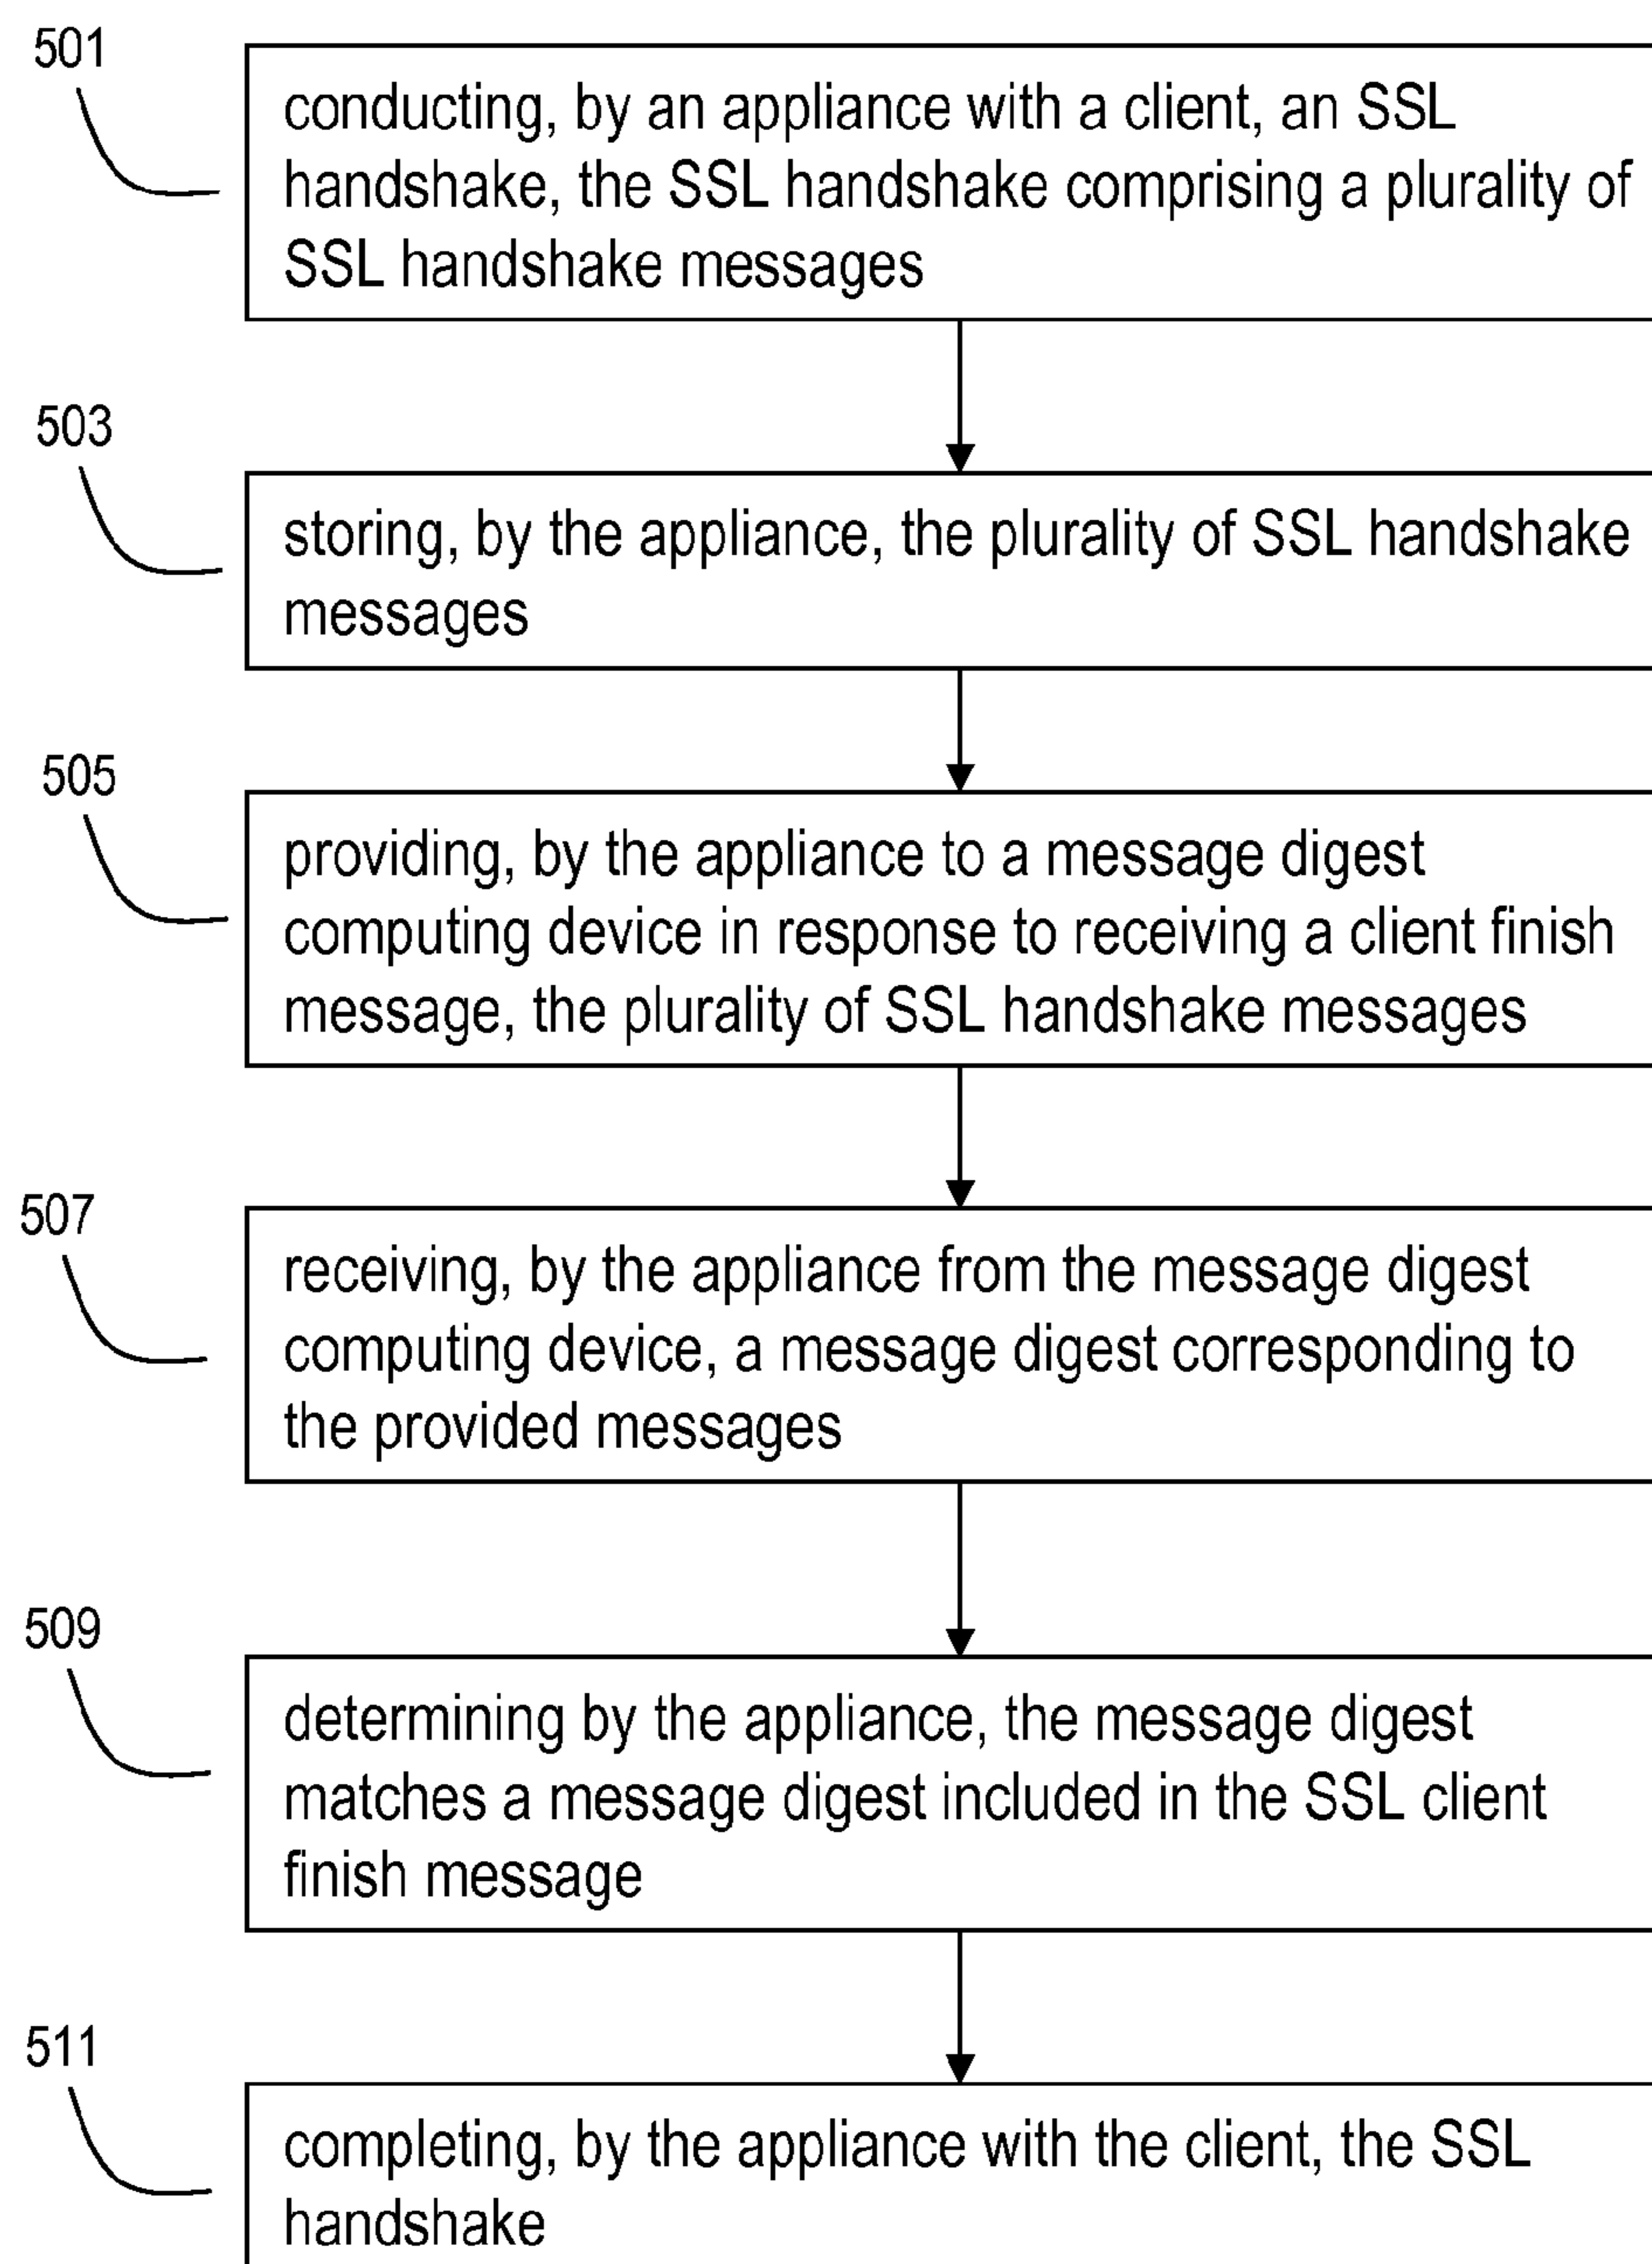 501
conducting, by an appliance with a client, an SSL
handshake, the SSL handshake comprising a plurality of
SSL handshake messages
503
storing, by the appliance, the plurality of SSL handshake
messages
505
providing, by the appliance to a message digest
computing device in response to receiving a client finish
message, the plurality of SSL handshake messages
507
receiving, by the appliance from the message digest
computing device, a message digest corresponding to
the provided messages
509
determining by the appliance, the message digest
matches a message digest included in the SSL client
finish message
511
completing, by the appliance with the client, the SSL
handshake